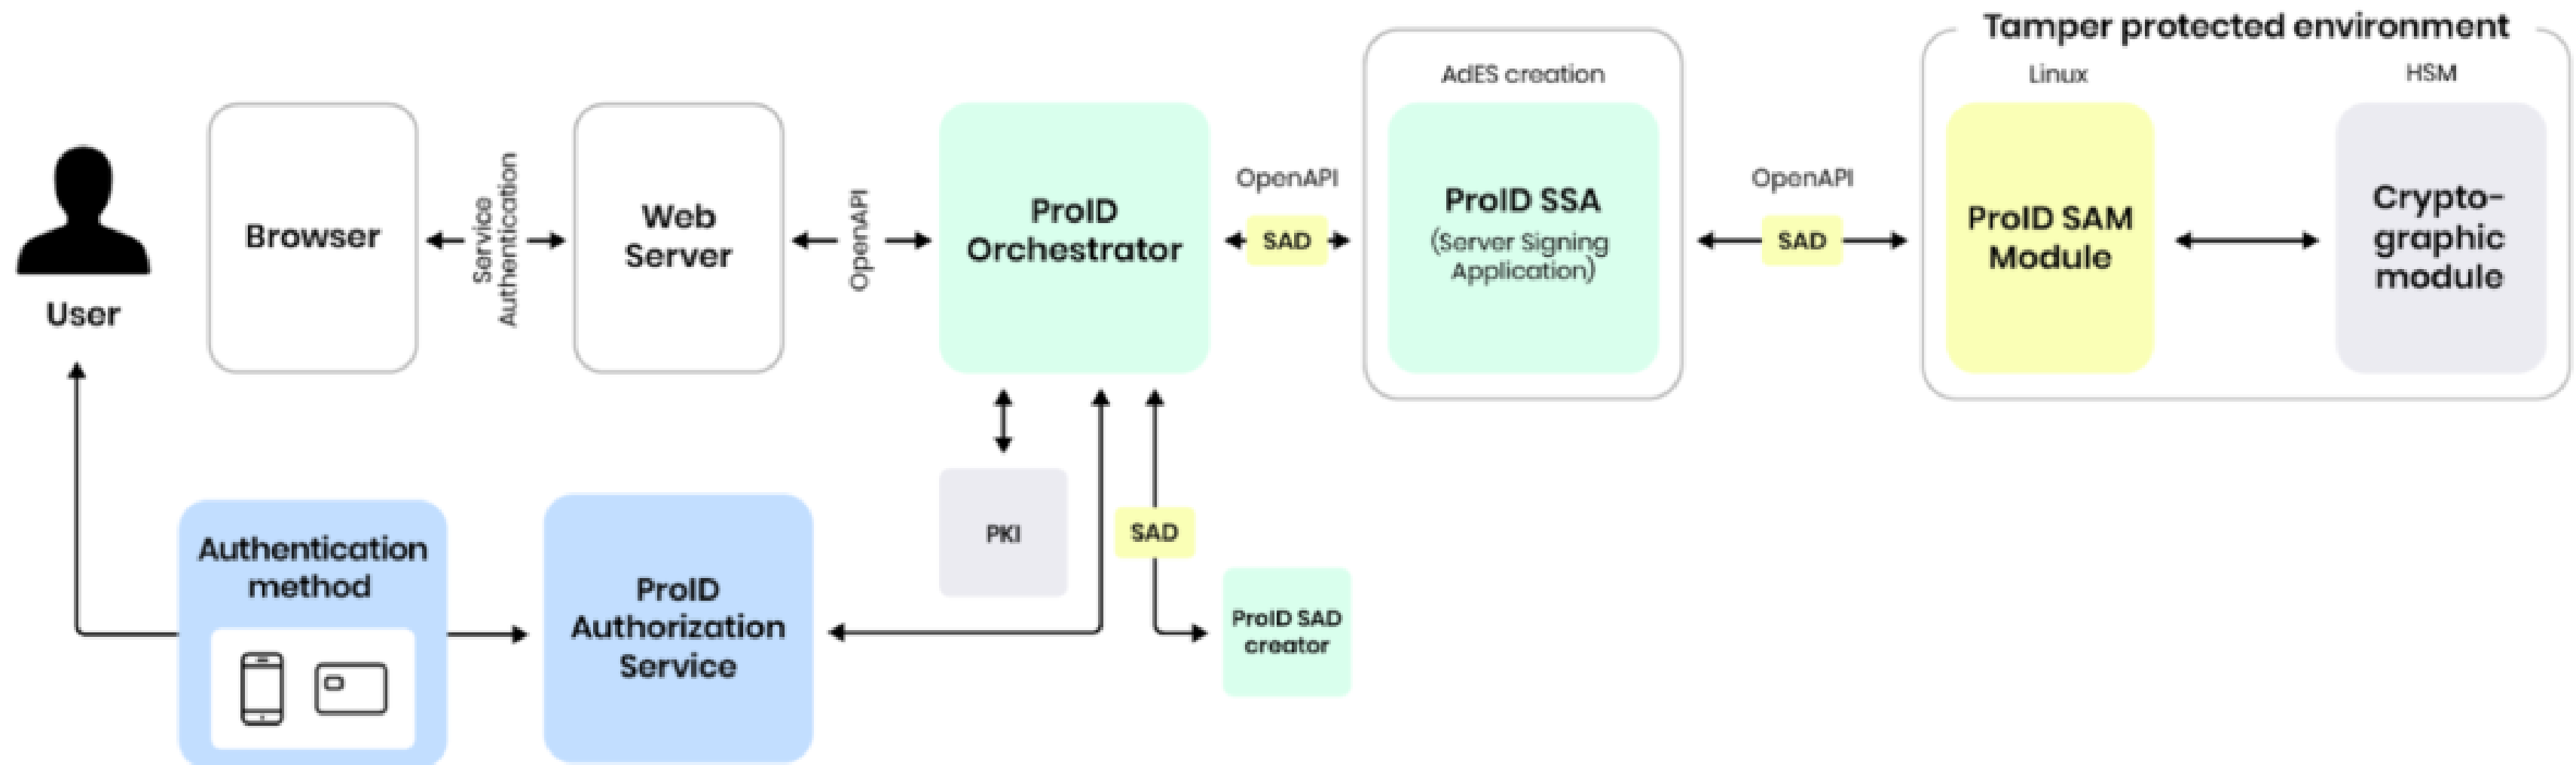 Tamper protected environment
AdES creation
Linux
HSM
User
Browser
Service
Authentication
Web
Server
OpenAPI
ProID
Orchestrator
OpenAPI
SAD
ProID SSA
(Server Signing
Application)
OpenAPI
SAD
ProID SAM
Module
Crypto-
graphic
module
Authentication
method
ProID
Authorization
Service
PKI
SAD
ProID SAD
creator